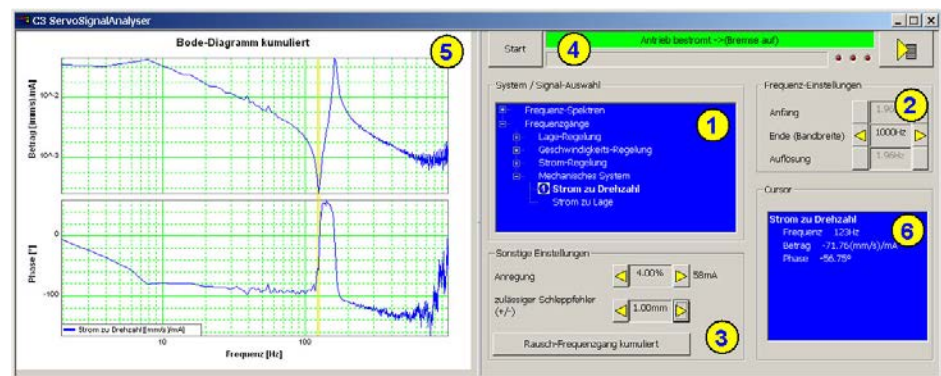 C3 ServoSignalAnalyser
Bode-Diagramm kumuliert
5
Betrag [(mm/s)/mA]
10^-2
10^-3
Phase [°]
0
-100
Strom zu Drehzahl[(mm/s)/mA]
10
100
Frequenz [Hz]
Start
4
Antrieb bestromt ->(Bremse auf)
System / Signal-Auswahl
Frequenz-Spektren
Frequenzgänge
Lage-Regelung
Geschwindigkeits-Regelung
Strom-Regelung
Mechanisches System
Strom zu Drehzahl
Strom zu Lage
1
Frequenz-Einstellungen
Anfang
2
Ende (Bandbreite)
1000Hz
Auflösung
1.96Hz
Sonstige Einstellungen
Anregung
4.00%
58mA
zulässiger Schleppfehler
(+/-)
1.00mm
Rausch-Frequenzgang kumuliert
3
Cursor
Strom zu Drehzahl
Frequenz 123Hz
Betrag -71.76(mm/s)/mA
Phase -56.75°
6